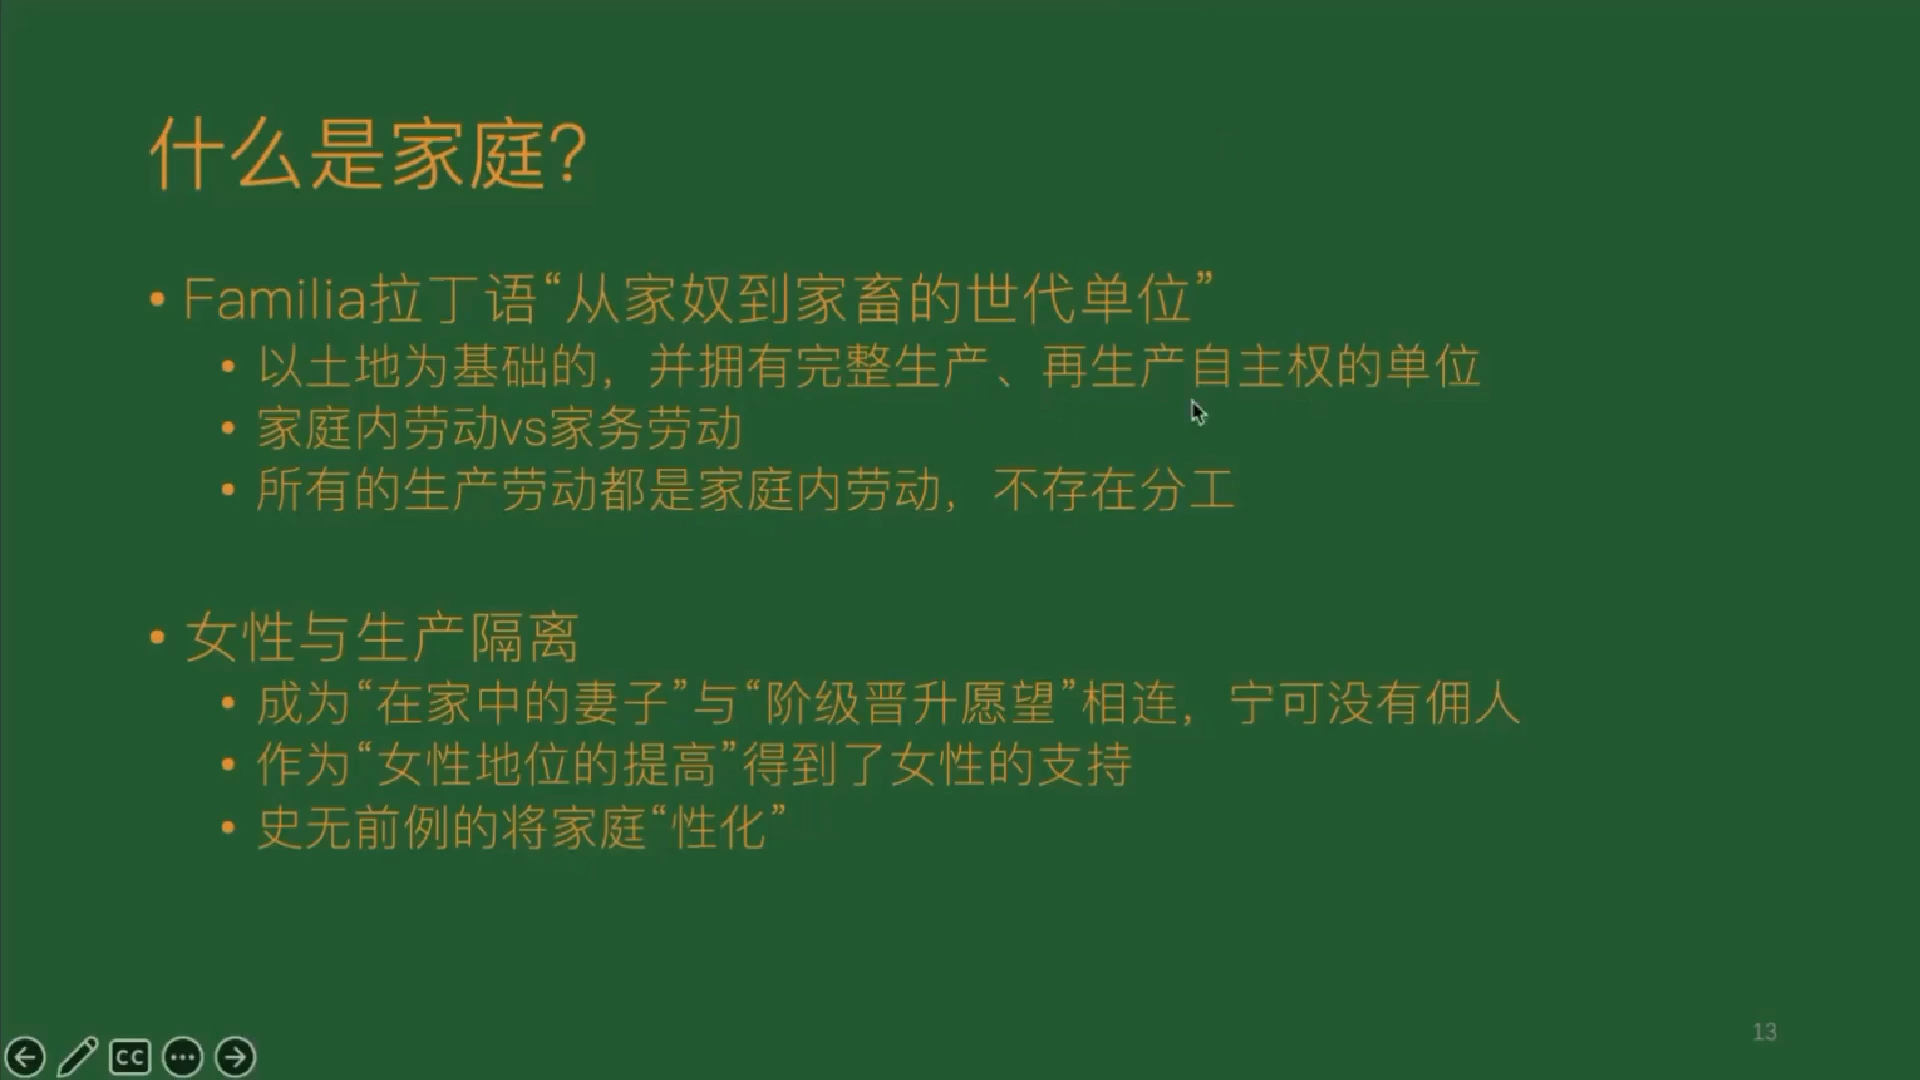 什么是家庭？
• Familia拉丁语“从家奴到家畜的世代单位”
• 以土地为基础的，并拥有完整生产、再生产自主权的单位
• 家庭内劳动vs家务劳动
• 所有的生产劳动都是家庭内劳动，不存在分工
• 女性与生产隔离
• 成为“在家中的妻子”与“阶级晋升愿望”相连，宁可没有佣人
• 作为“女性地位的提高”得到了女性的支持
• 史无前例的将家庭“性化”
13
CC